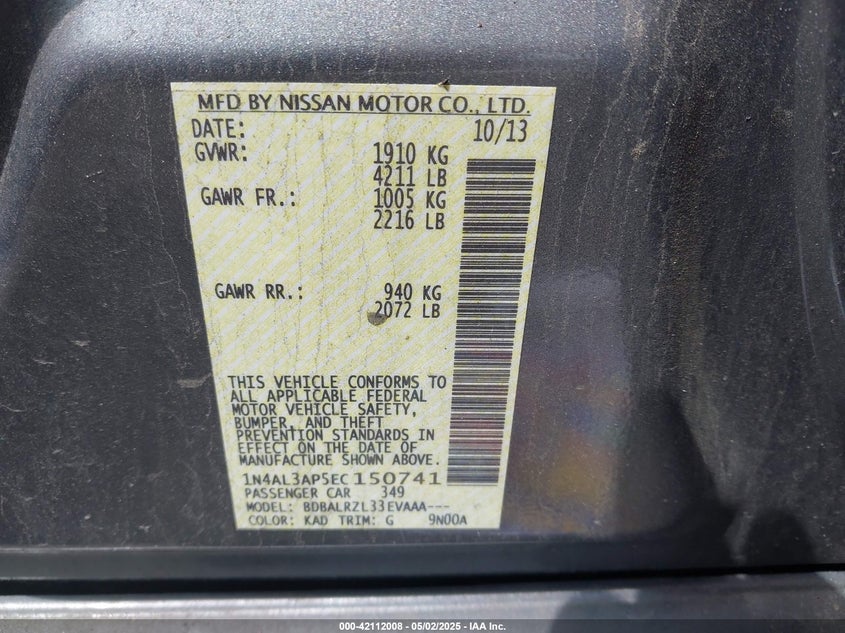 MFD BY NISSAN MOTOR CO., LTD.
DATE: 10/13
GVWR: 1910 KG
4211 LB
GAWR FR.: 1005 KG
2216 LB
GAWR RR.: 940 KG
2072 LB
THIS VEHICLE CONFORMS TO
ALL APPLICABLE FEDERAL
MOTOR VEHICLE SAFETY,
BUMPER, AND THEFT
PREVENTION STANDARDS IN
EFFECT ON THE DATE OF
MANUFACTURE SHOWN ABOVE.
1N4AL3AP5EC150741
PASSENGER CAR 349
MODEL: BDBALRZL33EVAAA---
COLOR: KAD TRIM: G 9N00A
000-42112008 - 05/02/2025 - IAA Inc.